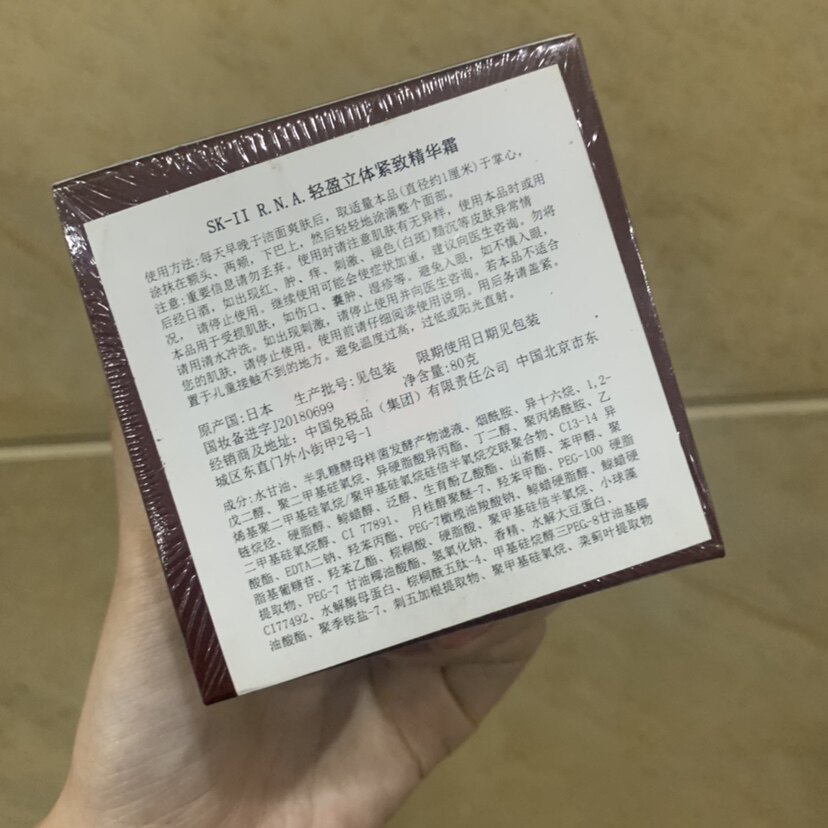 SK-II R.N.A.轻盈立体紧致精华霜
使用方法:每天早晚于洁面爽肤后，取适量本品(直径约1厘米)于掌心，
涂抹在额头、两颊，下巴上，然后轻轻地涂满整个面部。
注意:重要信息请勿丢弃。使用时请注意肌肤有无异样，使用本品时或用
后经日洒，如出现红、肿、痒、刺激、褪色(白斑)黯沉等皮肤异常情
况，请停止使用。继续使用可能会使症状加重，建议向医生咨询。勿将
本品用于受损肌肤，如伤口、囊肿、湿疹等。避免入眼，如不慎入眼，
请用清水冲洗。如出现刺激，请停止使用并向医生咨询。若本品不适合
您的肌肤，请停止使用。使用前请仔细阅读使用说明。用后务请盖紧。
置于儿童接触不到的地方。避免温度过高，过低或阳光直射。
原产国:日本 生产批号:见包装 限期使用日期见包装
国妆备进字J20180699 净含量:80克
经销商及地址: 中国免税品（集团）有限责任公司 中国北京市东
城区东直门外小街甲2号-1
成分:水甘油、半乳糖酵母样菌发酵产物滤液、烟酰胺、异十六烷、1,2-
戊二醇、聚二甲基硅氧烷、异硬脂酸异丙酯、丁二醇、聚丙烯酰胺、乙
烯基聚二甲基硅氧烷/聚甲基硅氧烷硅倍半氧烷交联聚合物、C13-14 异
链烷烃、硬脂醇、鲸蜡醇、泛醇、生育酚乙酸酯、山嵛醇、苯甲醇、聚
二甲基硅氧烷醇、CI 77891、月桂醇聚醚-7、羟苯甲酯、PEG-100 硬脂
酸酯、EDTA二钠、羟苯丙酯、PEG-7橄榄油羧酸钠、鲸蜡硬脂醇、鲸蜡硬
脂基葡糖苷、羟苯乙酯、棕榈酸、硬脂酸、聚甲基硅倍半氧烷、小球藻
提取物、PEG-7 甘油椰油酸酯、氢氧化钠、香精、水解大豆蛋白、
CI77492、水解酶母蛋白、棕榈酰五肽-4、甲基硅烷醇三PEG-8甘油基椰
油酸酯、聚季铵盐-7、刺五加根提取物、聚甲基硅氧烷、菜蓟叶提取物